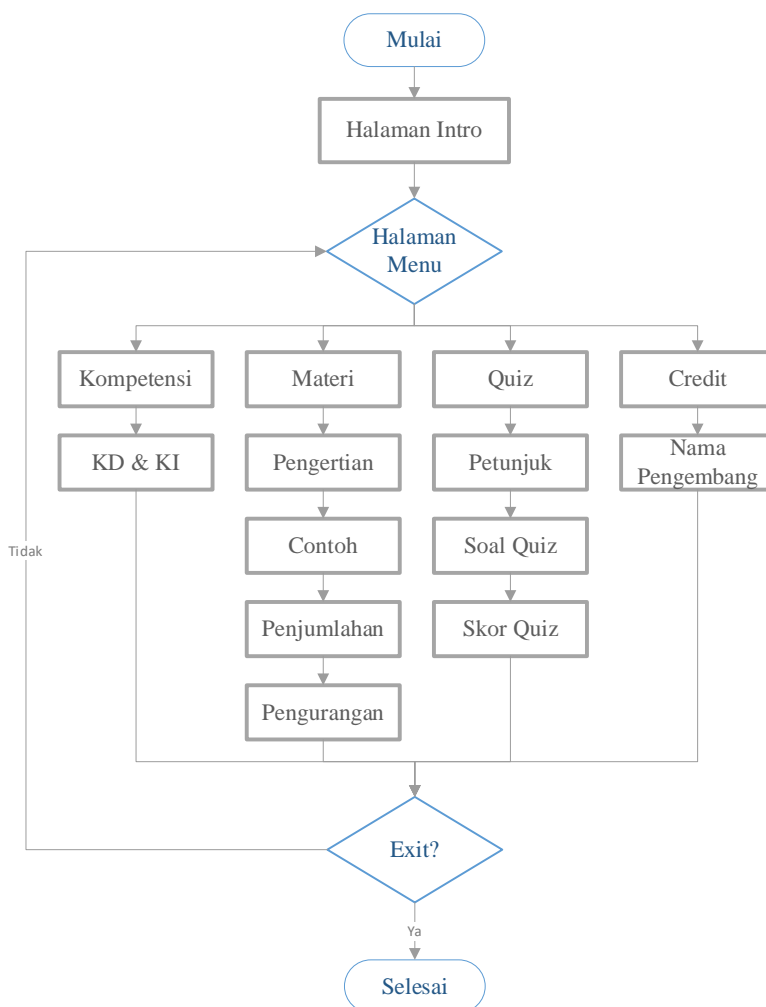 Mulai
Halaman Intro
Halaman
Menu
Kompetensi
Materi
Quiz
Credit
KD & KI
Pengertian
Petunjuk
Nama
Pengembang
Contoh
Soal Quiz
Tidak
Penjumlahan
Skor Quiz
Pengurangan
Exit?
Ya
Selesai